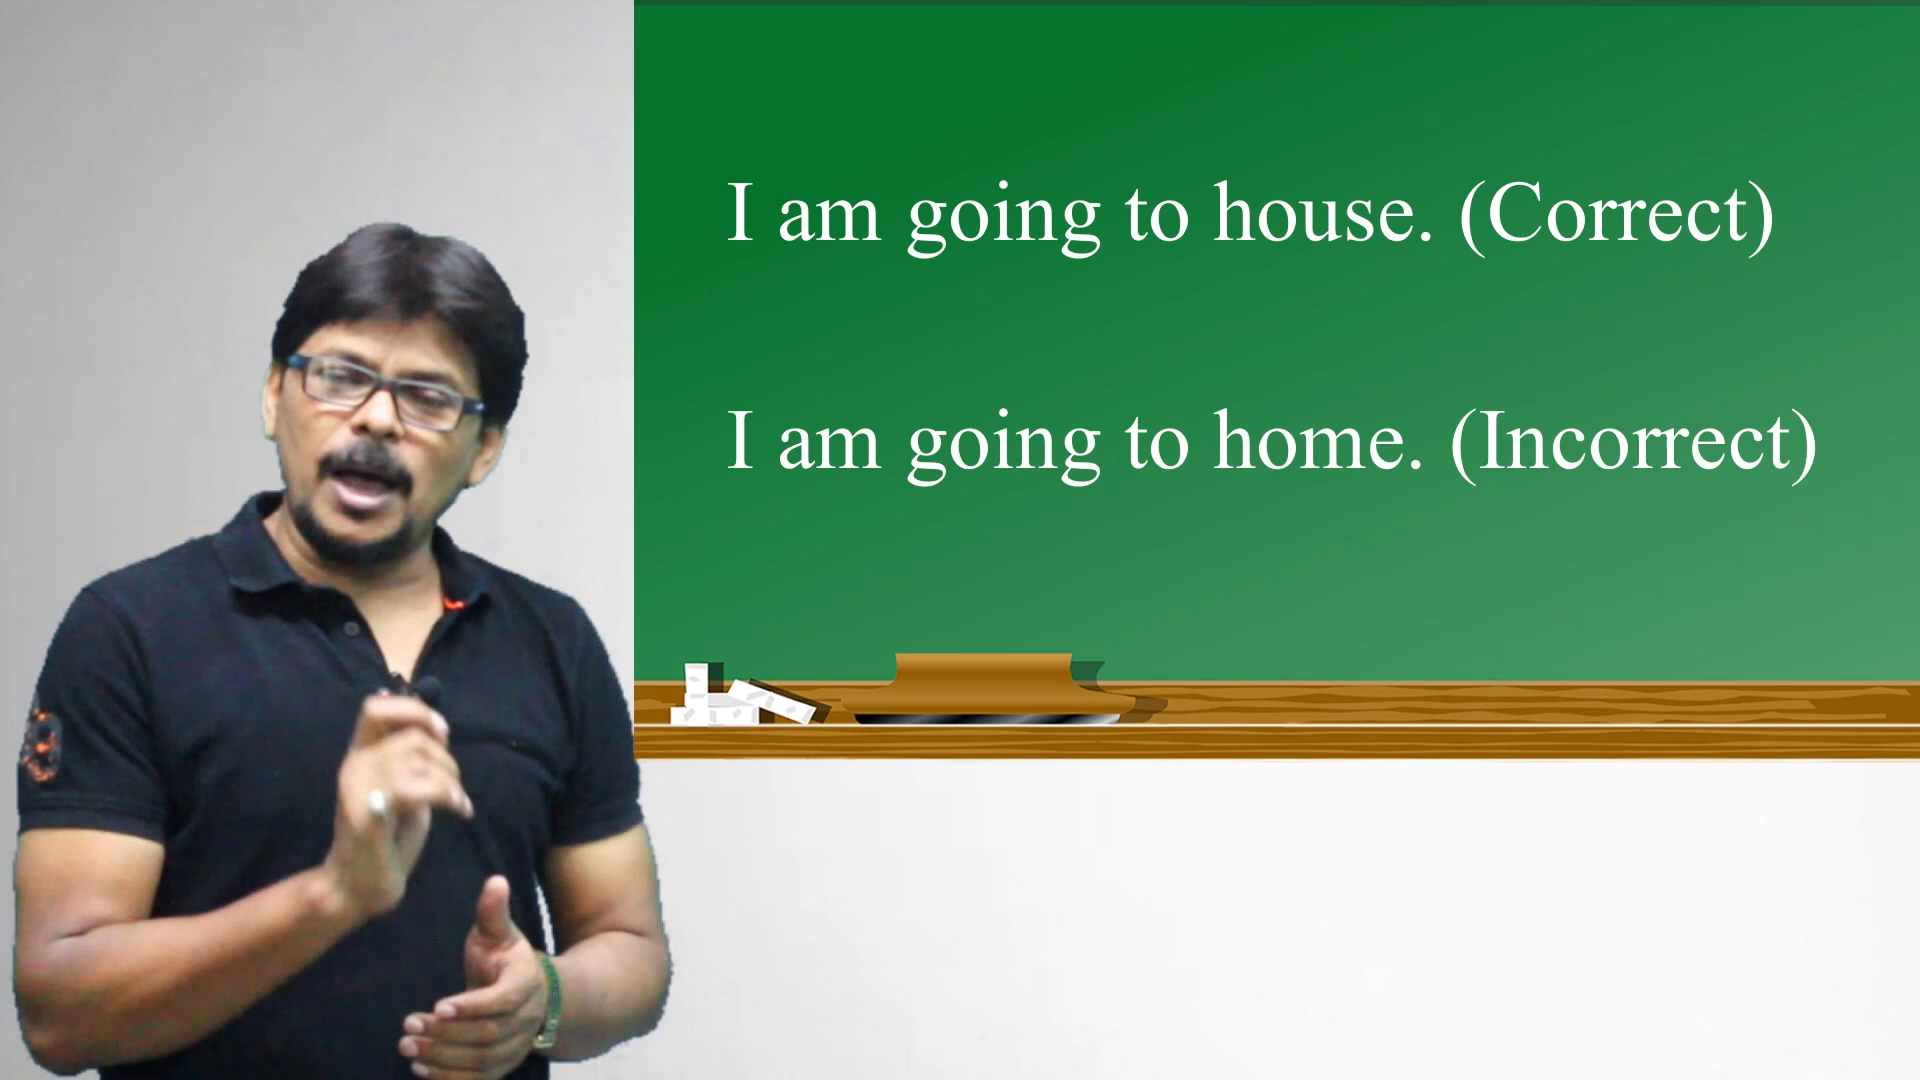 I am going to house. (Correct)
I am going to home. (Incorrect)